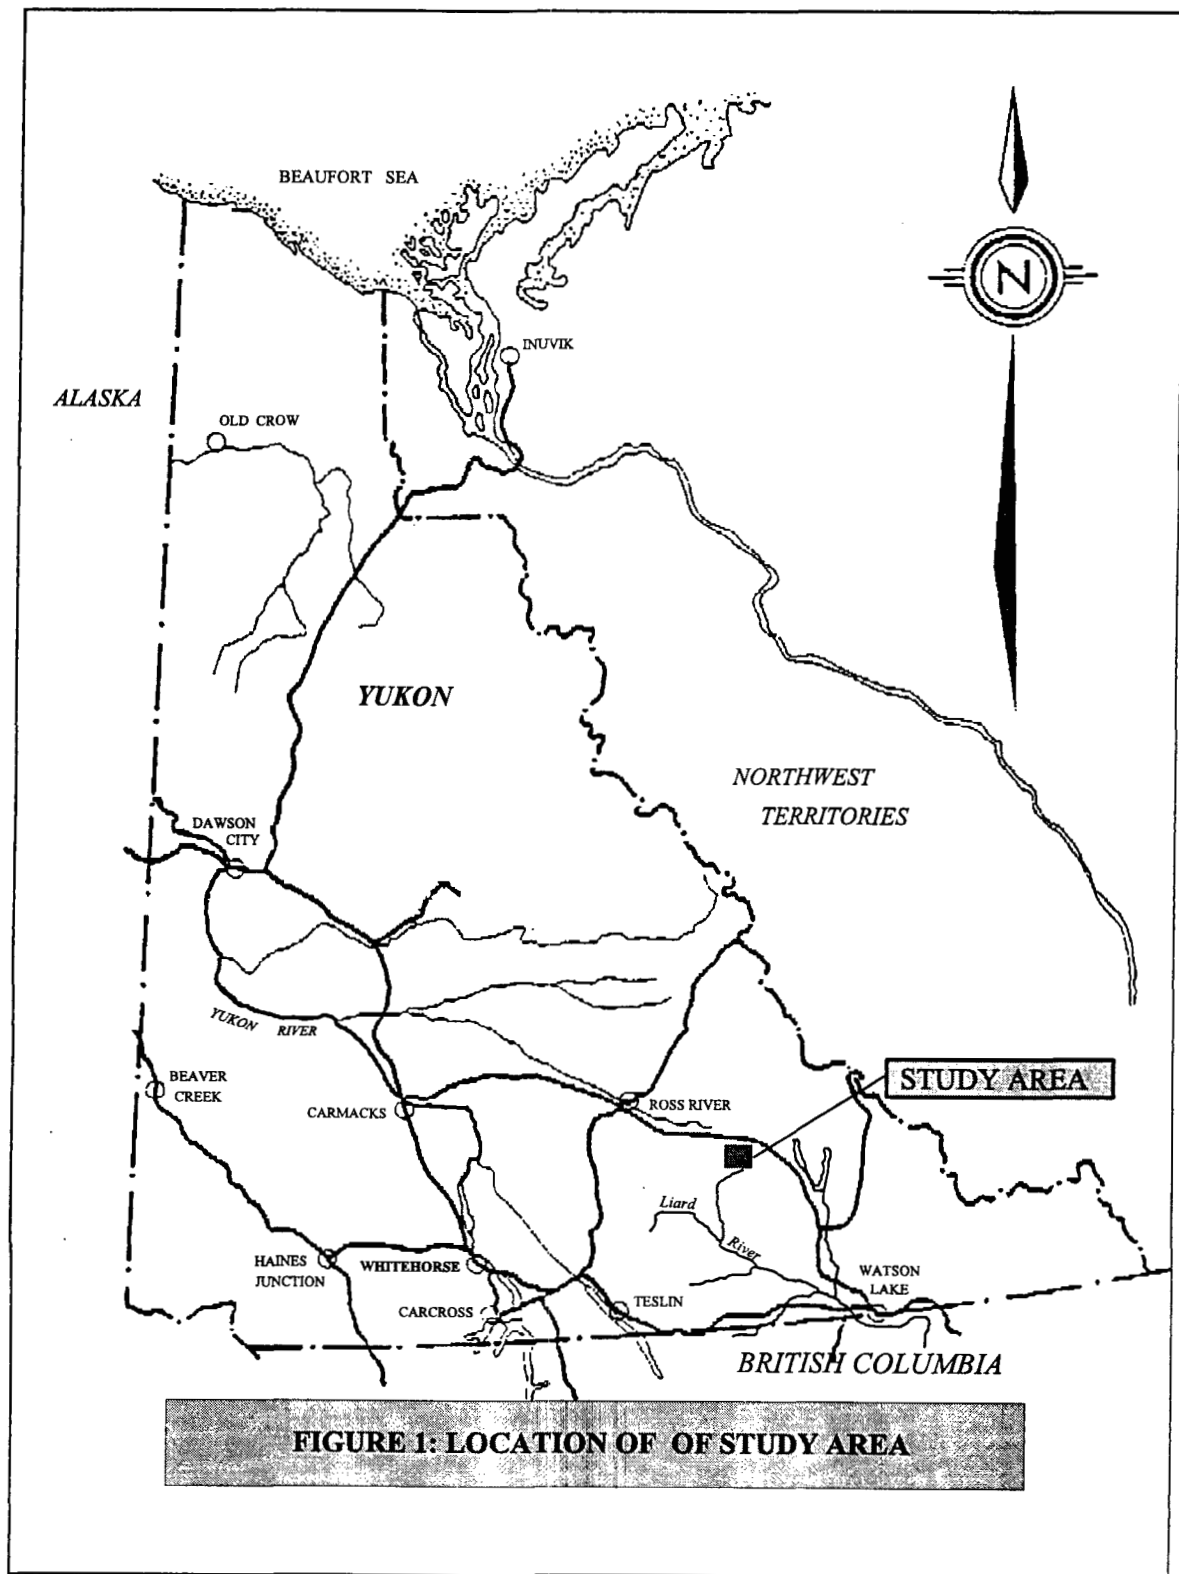 BEAUFORT SEA
N
INUVIK
ALASKA
OLD CROW
YUKON
NORTHWEST
TERRITORIES
DAWSON
CITY
YUKON RIVER
BEAVER
CREEK
STUDY AREA
CARMACKS
ROSS RIVER
Liard
River
HAINES
JUNCTION
WHITEHORSE
WATSON
LAKE
CARCROSS
TESLIN
BRITISH COLUMBIA
FIGURE 1: LOCATION OF OF STUDY AREA